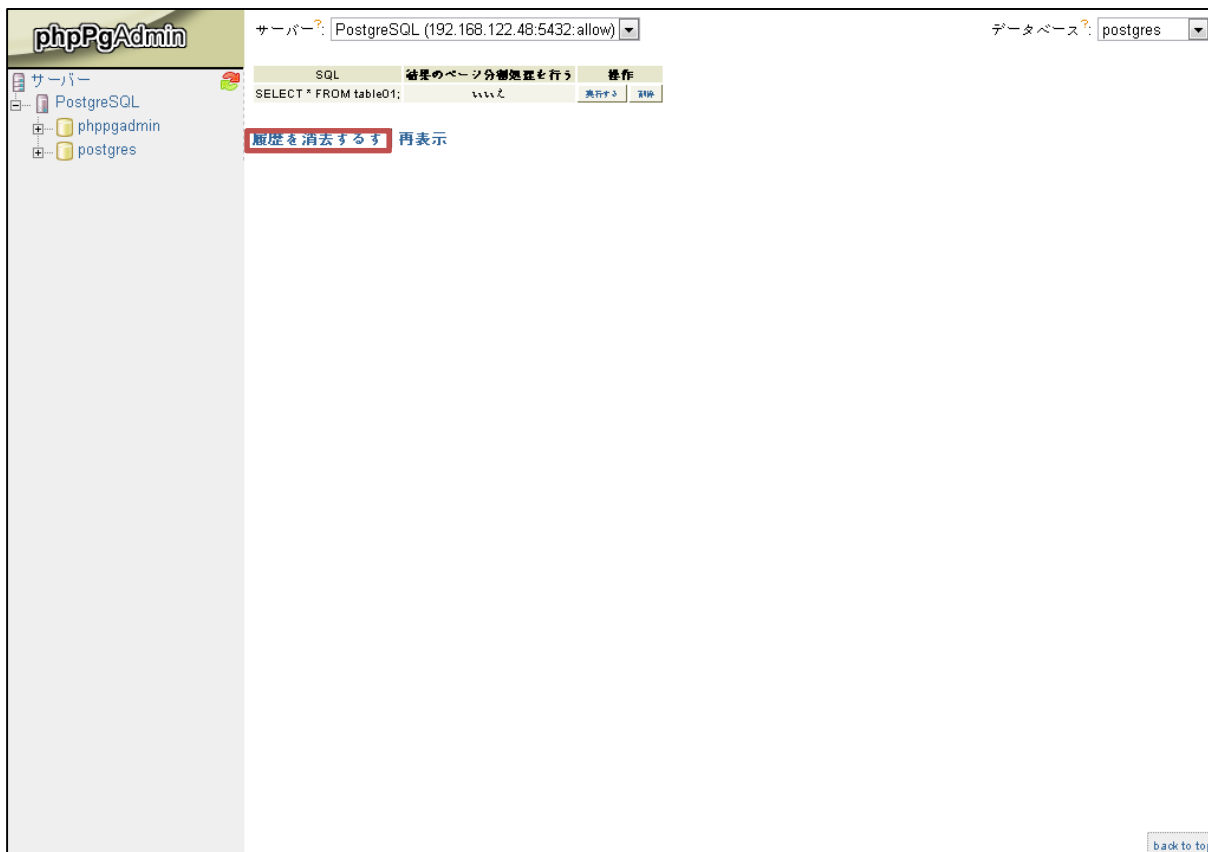 phpPgAdmin
サーバー?: PostgreSQL (192.168.122.48:5432:allow)
データベース?: postgres
サーバー
PostgreSQL
phppgadmin
postgres
SQL 結果のページ分割処理を行う 操作
SELECT * FROM table01; いいえ 実行する 削除
履歴を消去するす 再表示
back to top